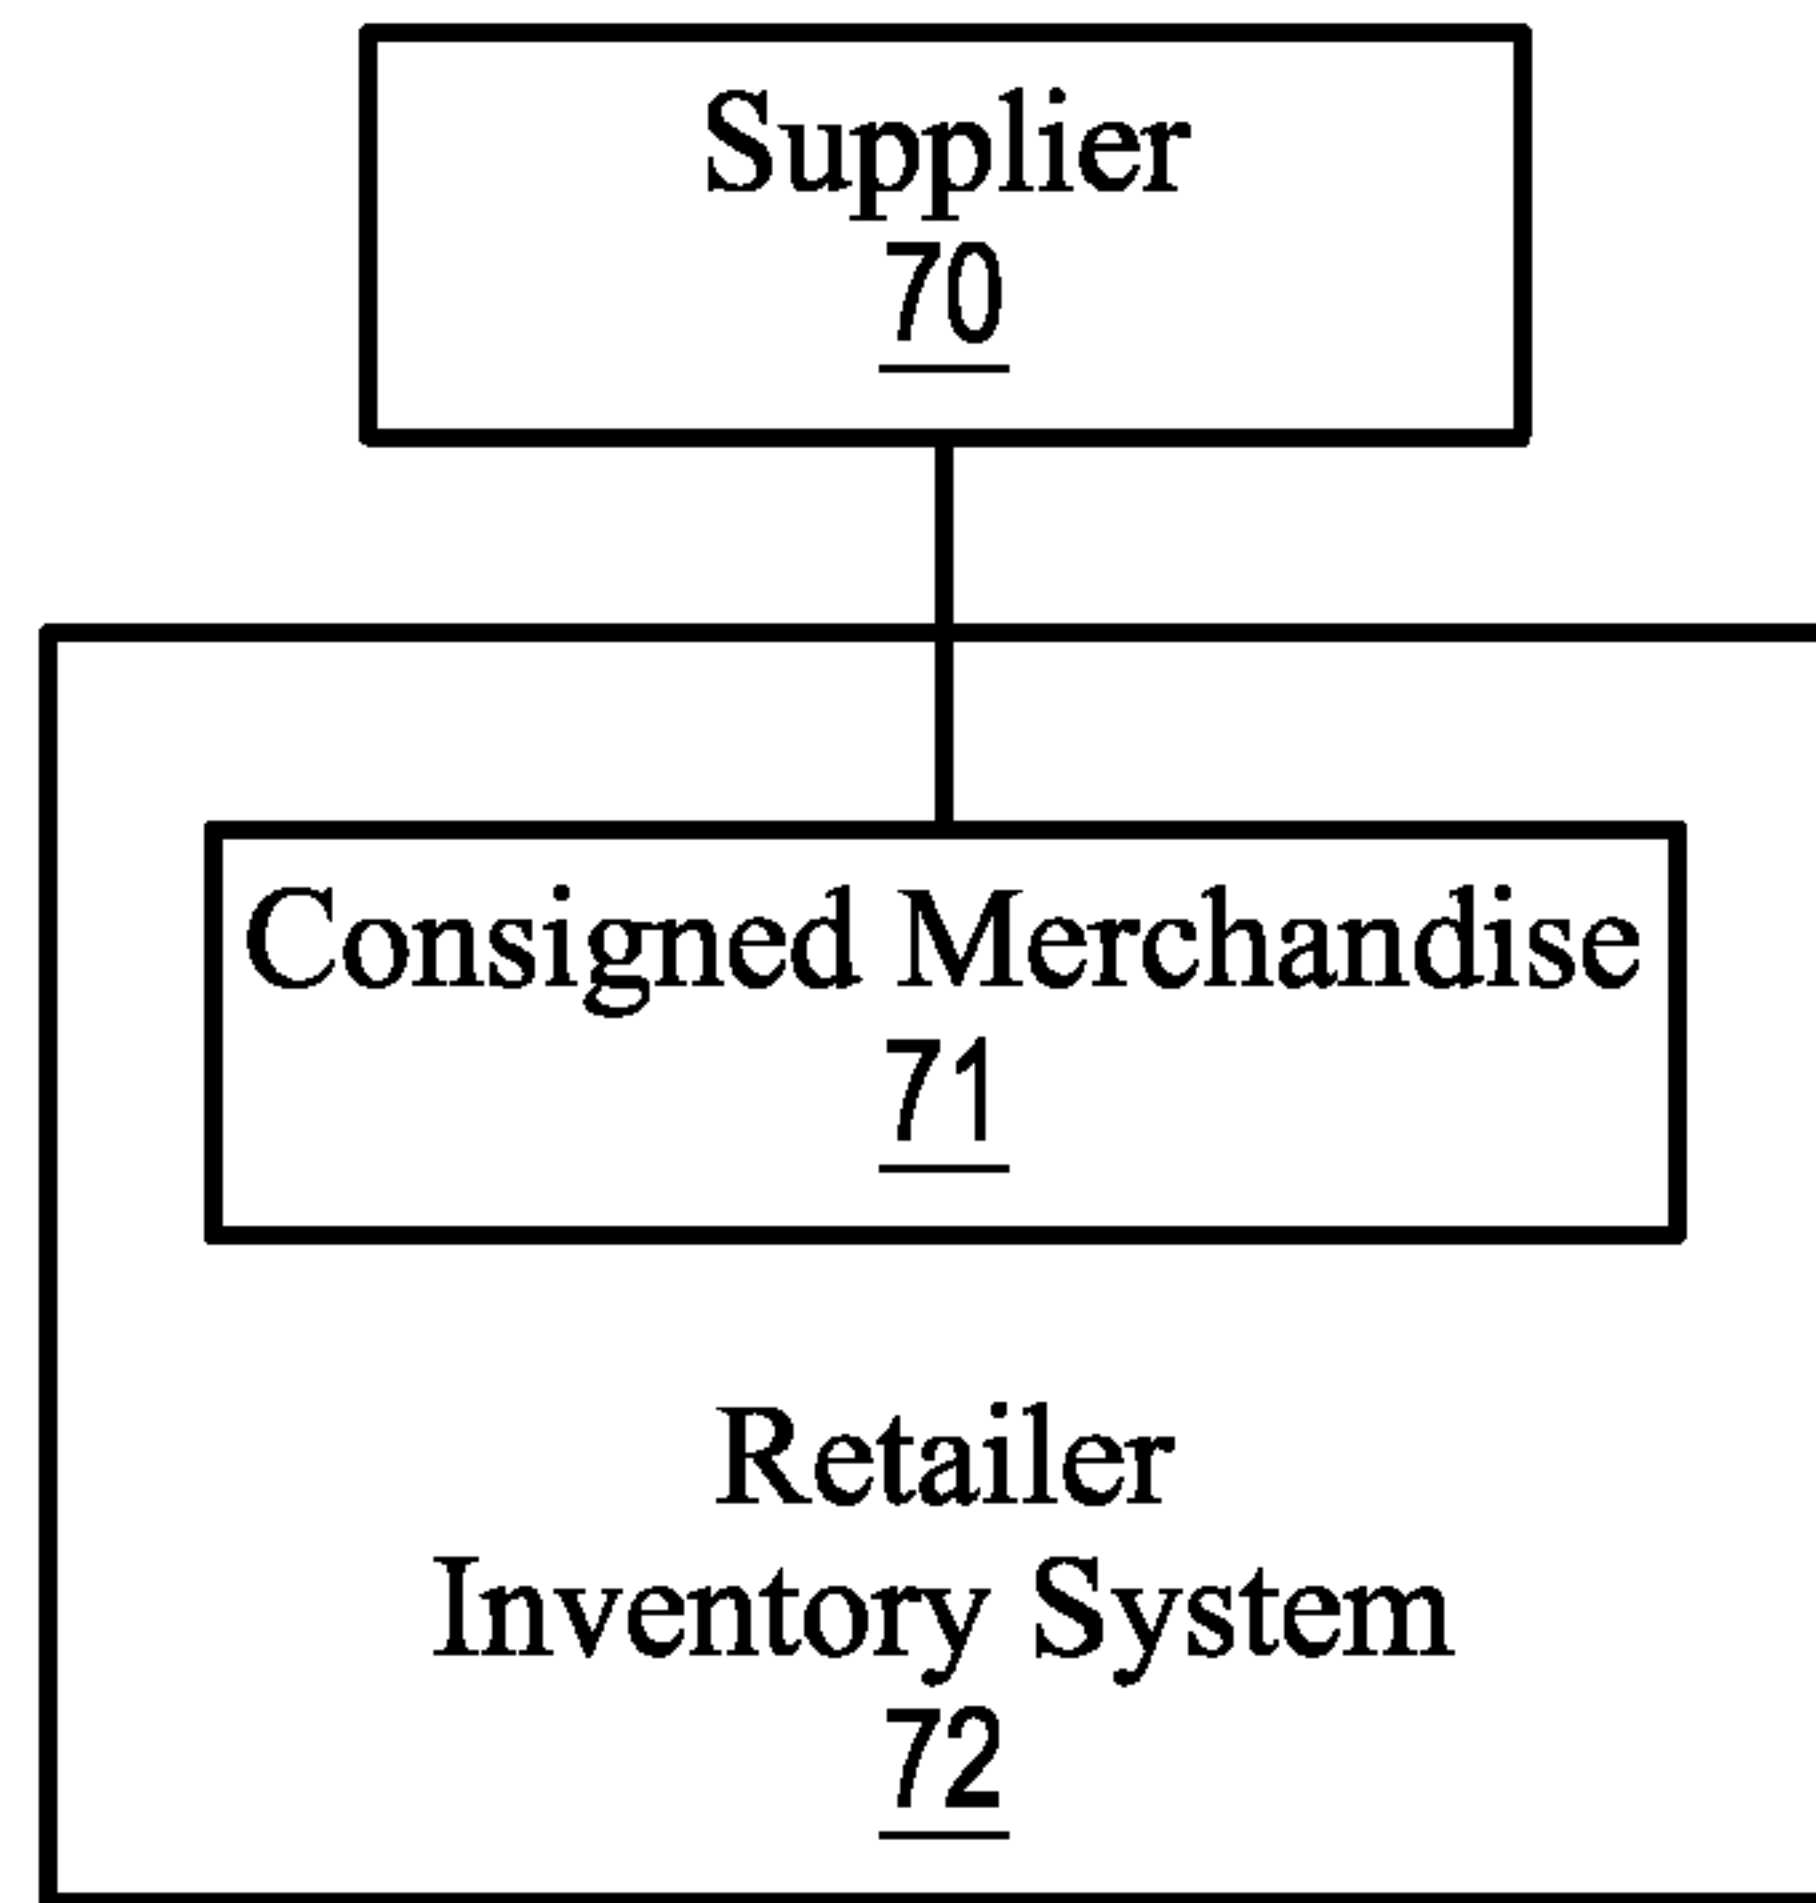 Supplier
70
Consigned Merchandise
71
Retailer
Inventory System
72